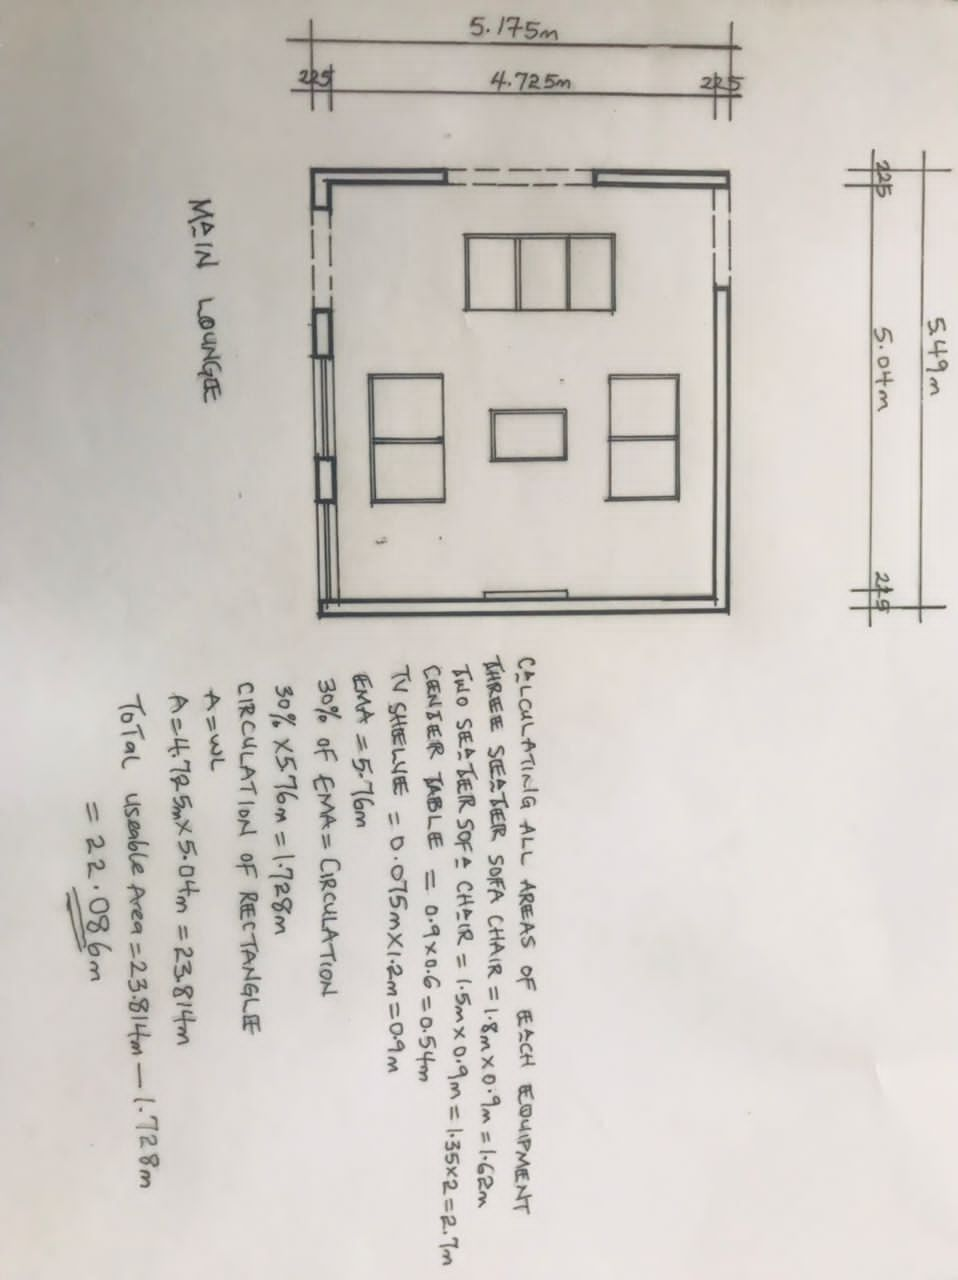 5.175m
225
4.725m
225
5.49m
225
5.04m
225
MAIN LOUNGE
CALCULATING ALL AREAS OF EACH EQUIPMENT
THREE SEATER SOFA CHAIR = 1.8m x 0.9m = 1.62m
TWO SEATER SOFA CHAIR = 1.5m x 0.9m = 1.35x2 = 2.7m
CENTER TABLE = 0.9 x 0.6 = 0.54m
TV SHELVE = 0.075m x 1.2m = 0.9m
EMA = 5.76m
30% OF EMA = CIRCULATION
30% x 5.76m = 1.728m
CIRCULATION OF RECTANGLE
A = WL
A = 4.725m x 5.04m = 23.814m
ToTal useable Area = 23.814m — 1.728m
= 22.086m